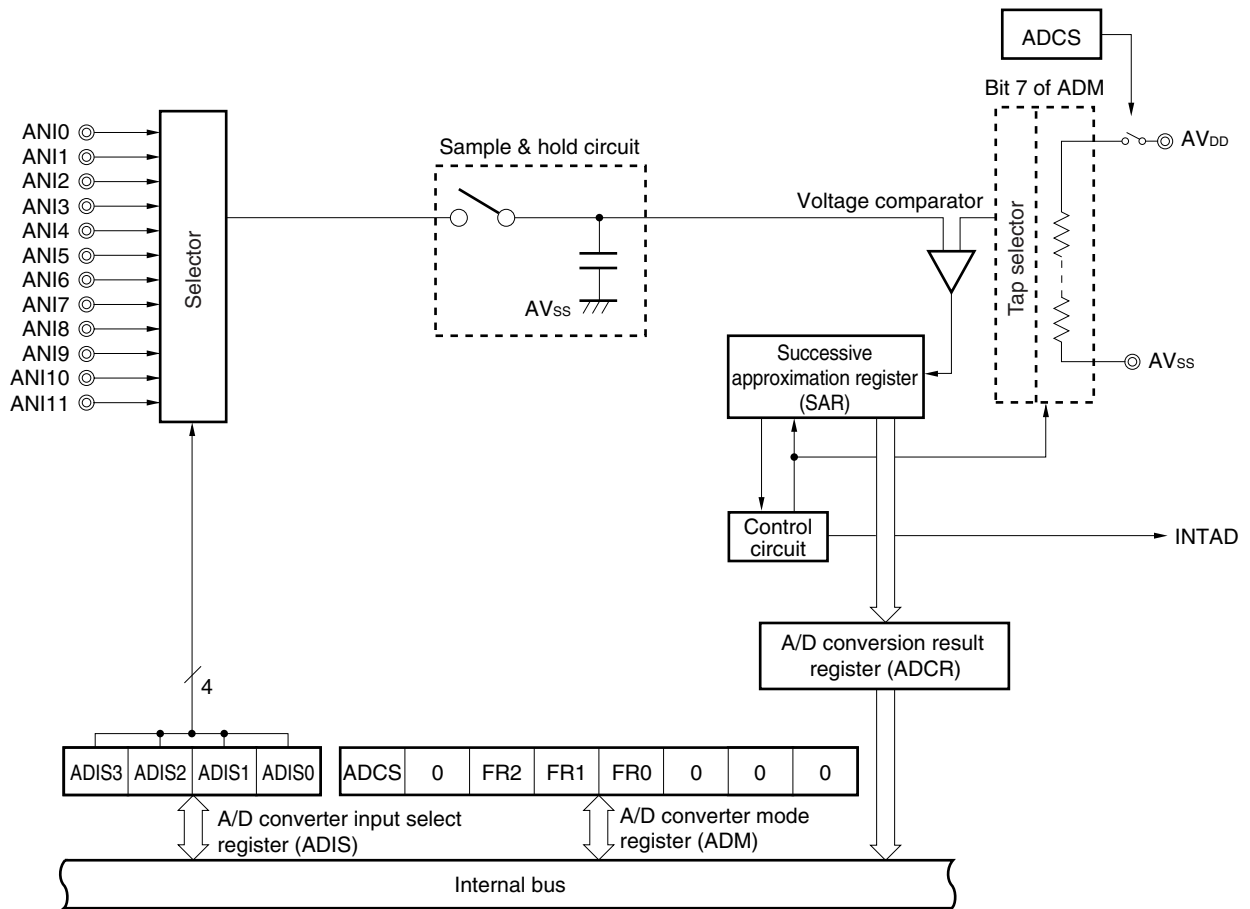 ADCS
Bit 7 of ADM
ANI0
ANI1
ANI2
ANI3
ANI4
ANI5
ANI6
ANI7
ANI8
ANI9
ANI10
ANI11
Selector
Sample & hold circuit
AVSS
Voltage comparator
Tap selector
AVDD
AVSS
Successive
approximation register
(SAR)
Control
circuit
INTAD
A/D conversion result
register (ADCR)
4
ADIS3 ADIS2 ADIS1 ADIS0
ADCS 0 FR2 FR1 FR0 0 0 0
A/D converter input select
register (ADIS)
A/D converter mode
register (ADM)
Internal bus